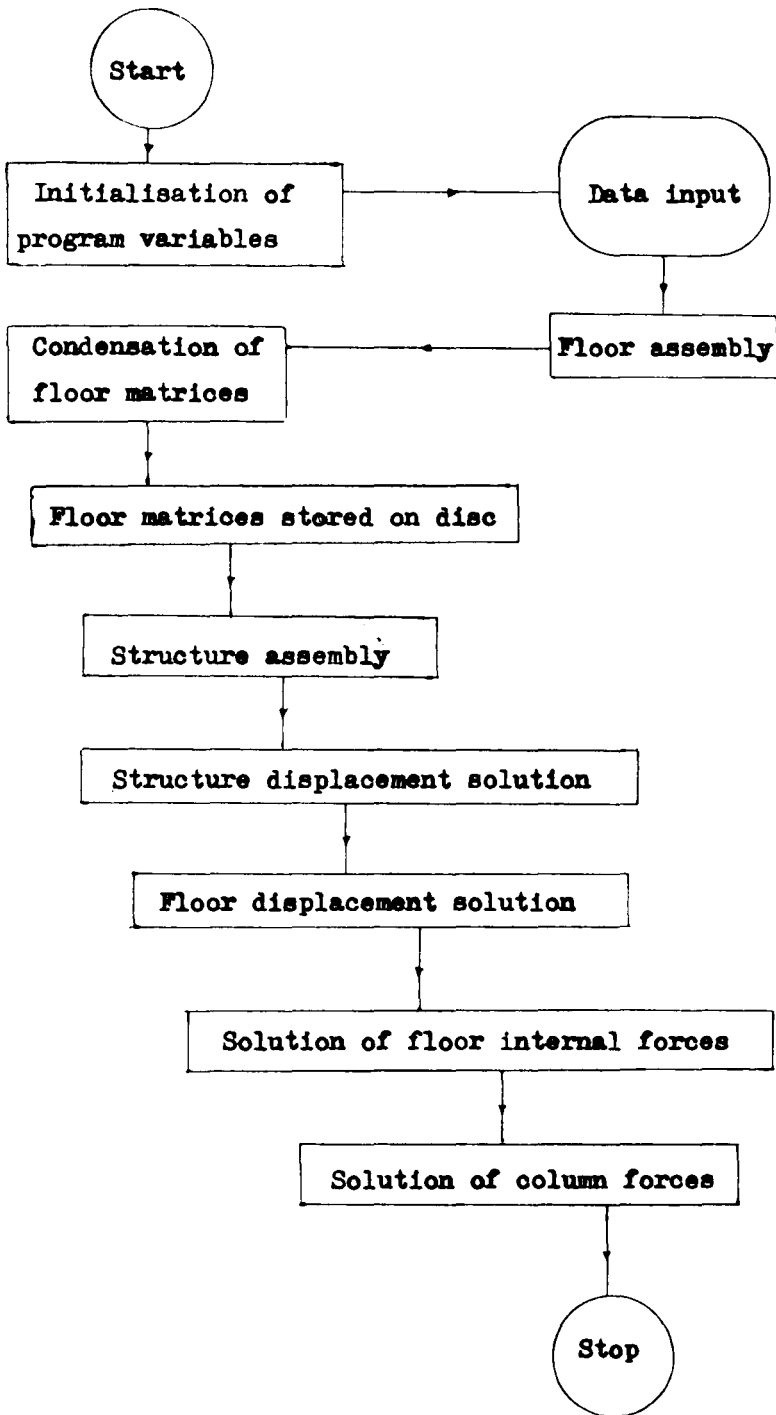 Start
Initialisation of
program variables
Data input
Floor assembly
Condensation of
floor matrices
Floor matrices stored on disc
Structure assembly
Structure displacement solution
Floor displacement solution
Solution of floor internal forces
Solution of column forces
Stop